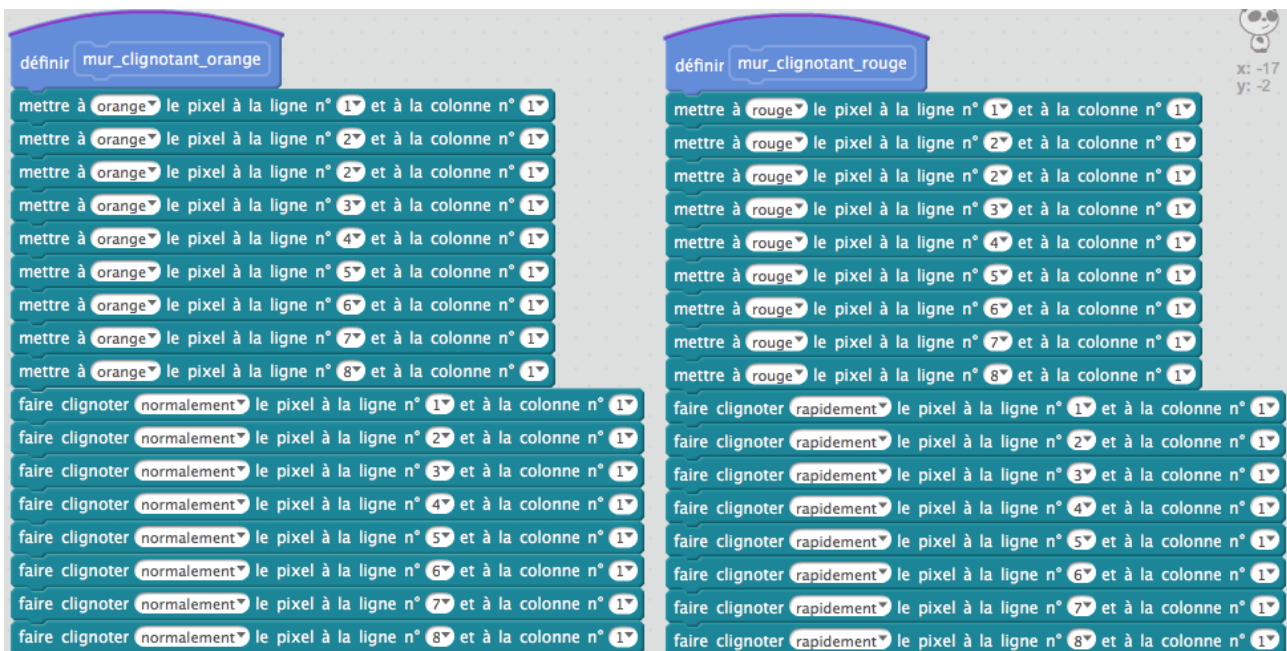 définir mur_clignotant_orange
mettre à orange le pixel à la ligne n° 1 et à la colonne n° 1
mettre à orange le pixel à la ligne n° 2 et à la colonne n° 1
mettre à orange le pixel à la ligne n° 2 et à la colonne n° 1
mettre à orange le pixel à la ligne n° 3 et à la colonne n° 1
mettre à orange le pixel à la ligne n° 4 et à la colonne n° 1
mettre à orange le pixel à la ligne n° 5 et à la colonne n° 1
mettre à orange le pixel à la ligne n° 6 et à la colonne n° 1
mettre à orange le pixel à la ligne n° 7 et à la colonne n° 1
mettre à orange le pixel à la ligne n° 8 et à la colonne n° 1
faire clignoter normalement le pixel à la ligne n° 1 et à la colonne n° 1
faire clignoter normalement le pixel à la ligne n° 2 et à la colonne n° 1
faire clignoter normalement le pixel à la ligne n° 3 et à la colonne n° 1
faire clignoter normalement le pixel à la ligne n° 4 et à la colonne n° 1
faire clignoter normalement le pixel à la ligne n° 5 et à la colonne n° 1
faire clignoter normalement le pixel à la ligne n° 6 et à la colonne n° 1
faire clignoter normalement le pixel à la ligne n° 7 et à la colonne n° 1
faire clignoter normalement le pixel à la ligne n° 8 et à la colonne n° 1
définir mur_clignotant_rouge
mettre à rouge le pixel à la ligne n° 1 et à la colonne n° 1
mettre à rouge le pixel à la ligne n° 2 et à la colonne n° 1
mettre à rouge le pixel à la ligne n° 2 et à la colonne n° 1
mettre à rouge le pixel à la ligne n° 3 et à la colonne n° 1
mettre à rouge le pixel à la ligne n° 4 et à la colonne n° 1
mettre à rouge le pixel à la ligne n° 5 et à la colonne n° 1
mettre à rouge le pixel à la ligne n° 6 et à la colonne n° 1
mettre à rouge le pixel à la ligne n° 7 et à la colonne n° 1
mettre à rouge le pixel à la ligne n° 8 et à la colonne n° 1
faire clignoter rapidement le pixel à la ligne n° 1 et à la colonne n° 1
faire clignoter rapidement le pixel à la ligne n° 2 et à la colonne n° 1
faire clignoter rapidement le pixel à la ligne n° 3 et à la colonne n° 1
faire clignoter rapidement le pixel à la ligne n° 4 et à la colonne n° 1
faire clignoter rapidement le pixel à la ligne n° 5 et à la colonne n° 1
faire clignoter rapidement le pixel à la ligne n° 6 et à la colonne n° 1
faire clignoter rapidement le pixel à la ligne n° 7 et à la colonne n° 1
faire clignoter rapidement le pixel à la ligne n° 8 et à la colonne n° 1
x: -17
y: -2